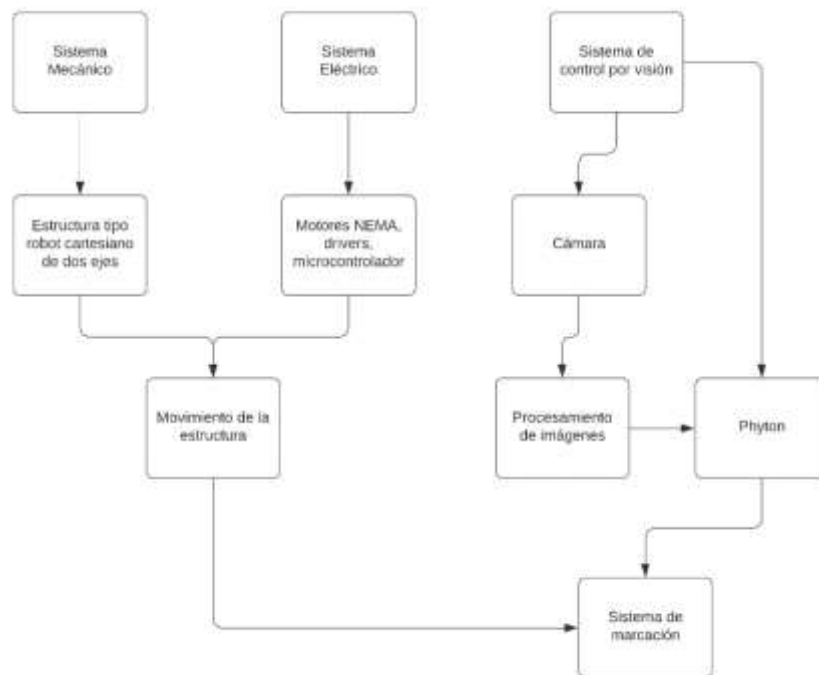 Sistema
Mecánico
Sistema
Eléctrico
Sistema de
control por visión
Estructura tipo
robot cartesiano
de dos ejes
Motores NEMA,
drivers,
microcontrolador
Cámara
Movimiento de la
estructura
Procesamiento
de imágenes
Phyton
Sistema de
marcación